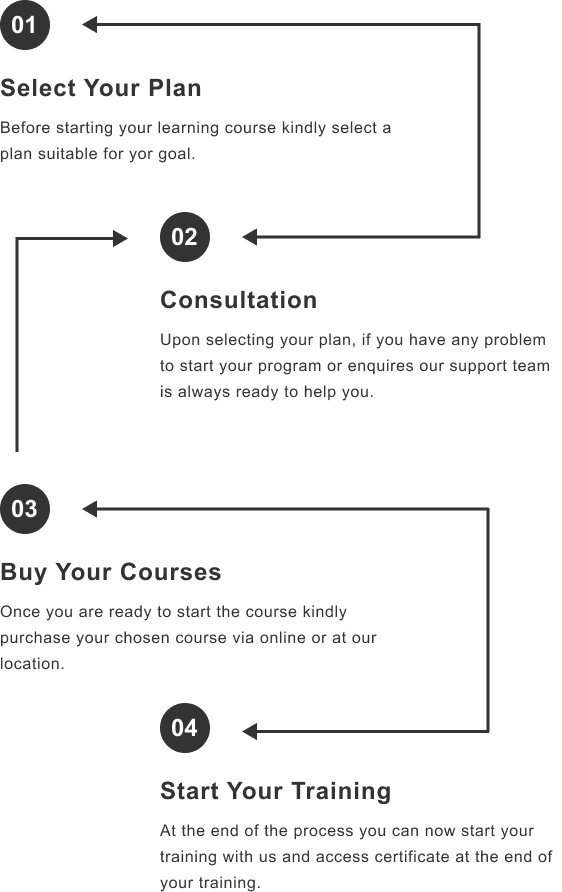 01
Select Your Plan
Before starting your learning course kindly select a
plan suitable for yor goal.
02
Consultation
Upon selecting your plan, if you have any problem
to start your program or enquires our support team
is always ready to help you.
03
Buy Your Courses
Once you are ready to start the course kindly
purchase your chosen course via online or at our
location.
04
Start Your Training
At the end of the process you can now start your
training with us and access certificate at the end of
your training.